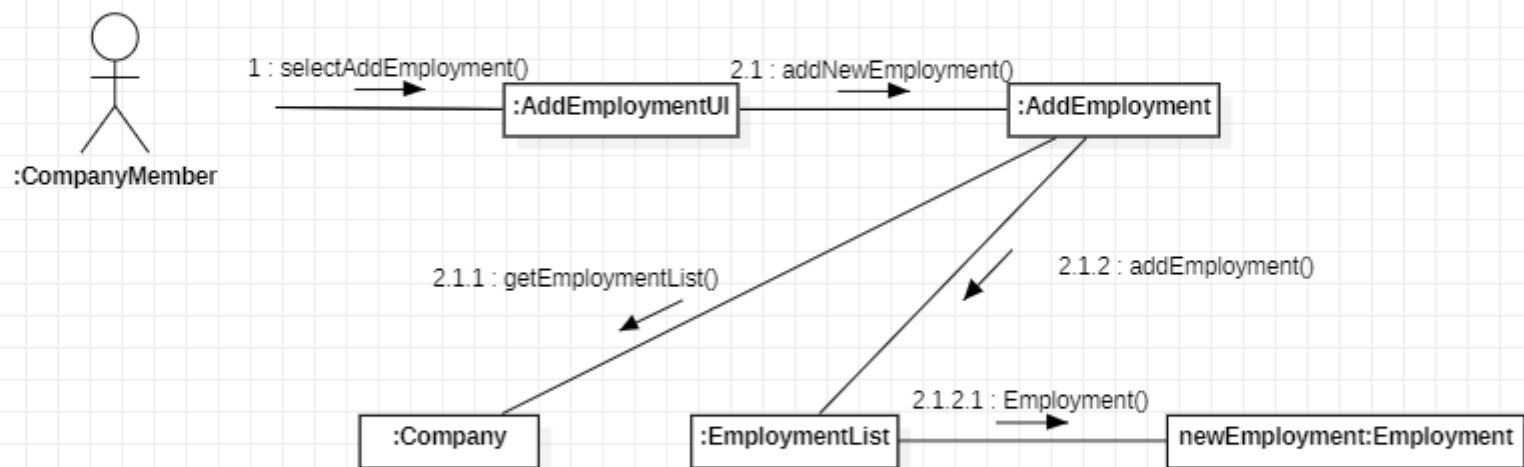 1 : selectAddEmployment()
2.1 : addNewEmployment()
:AddEmploymentUI
:AddEmployment
:CompanyMember
2.1.1 : getEmploymentList()
2.1.2 : addEmployment()
2.1.2.1 : Employment()
:Company
:EmploymentList
newEmployment:Employment